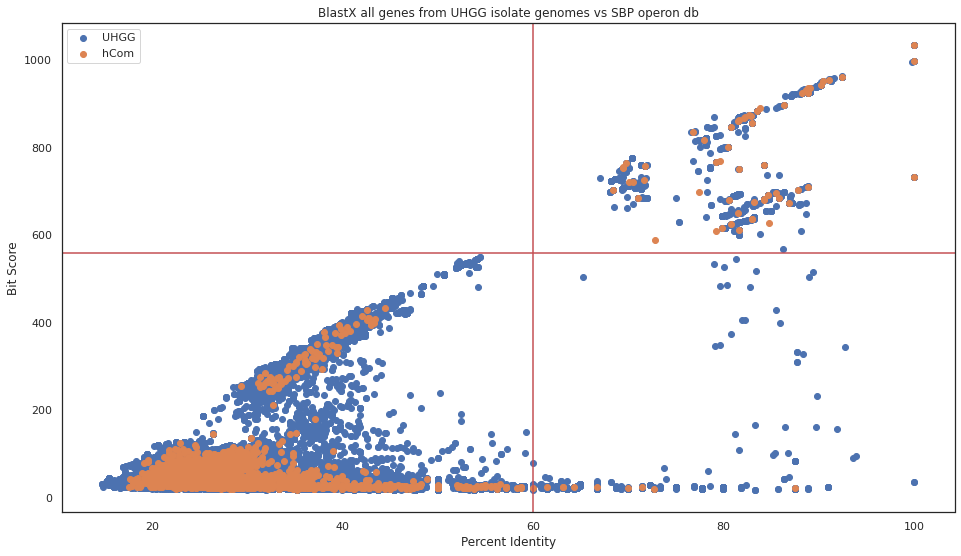 BlastX all genes from UHGG isolate genomes vs SBP operon db
UHGG
hCom
1000
800
600
400
200
0
Bit Score
20 40 60 80 100
Percent Identity